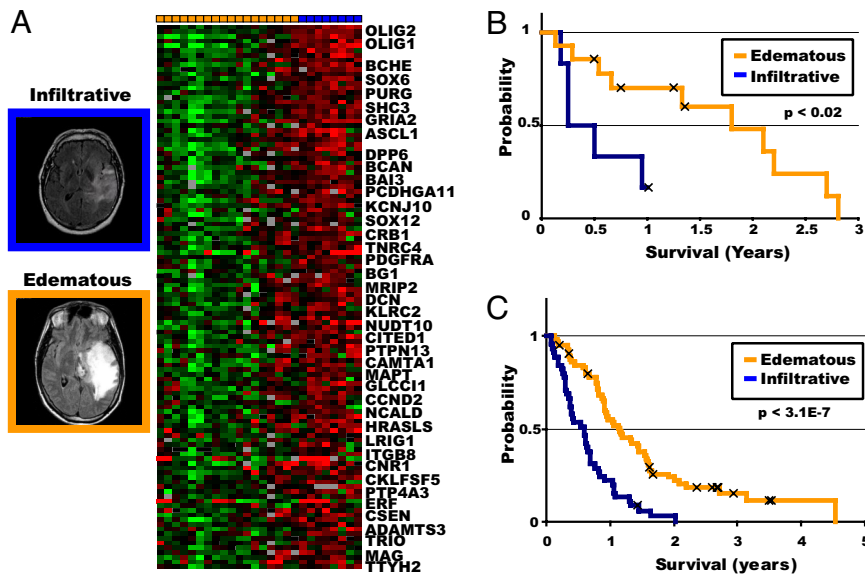 A
Infiltrative
Edematous
OLIG2
OLIG1
BCHE
SOX6
PURG
SHC3
GRIA2
ASCL1
DPP6
BCAN
BAI3
PCDHGA11
KCNJ10
SOX12
CRB1
TNRC4
PDGFRA
BG1
MRIP2
DCN
KLRC2
NUDT10
CITED1
PTPN13
CAMTA1
MAPT
GLCCI1
CCND2
NCALD
HRASLS
LRIG1
ITGB8
CNR1
CKLFSF5
PTP4A3
ERF
CSEN
ADAMTS3
TRIO
MAG
TTYH2
B
Probability
1
0.5
0
Edematous
Infiltrative
p < 0.02
0 0.5 1 1.5 2 2.5 3
Survival (Years)
C
Probability
1
0.5
0
Edematous
Infiltrative
p < 3.1E-7
0 1 2 3 4 5
Survival (years)